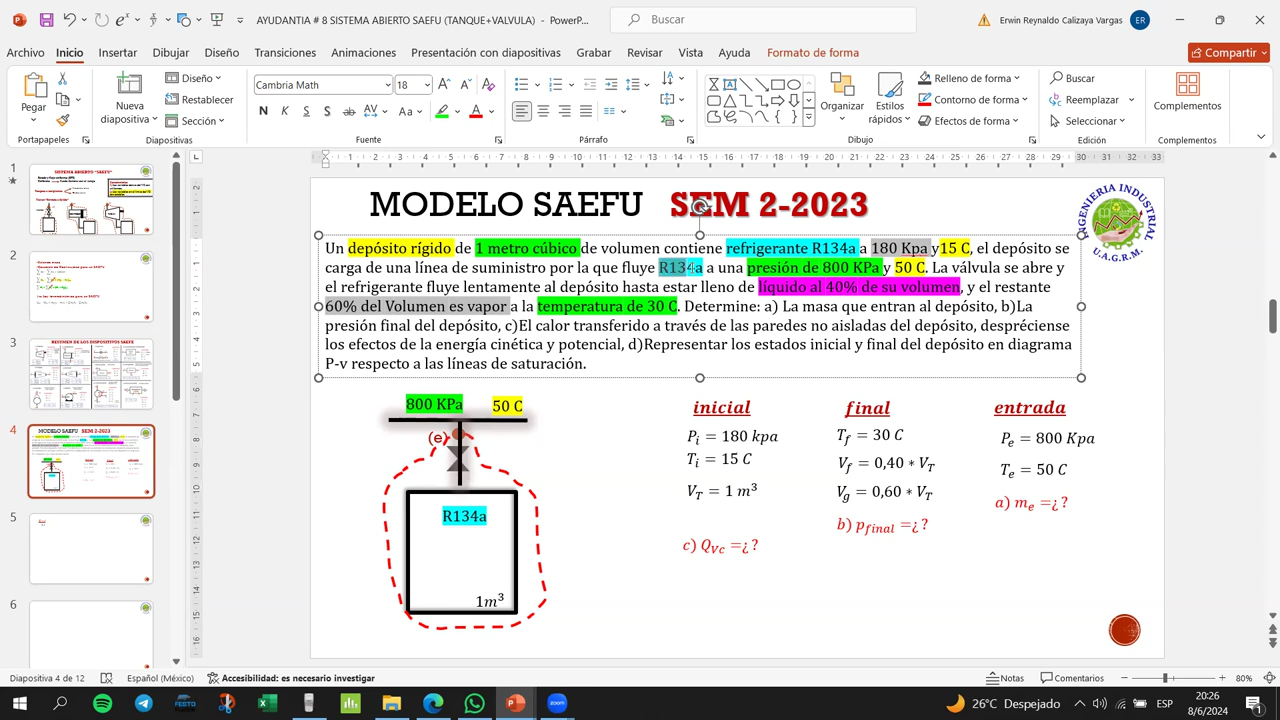 AYUDANTIA # 8 SISTEMA ABIERTO SAEFU (TANQUE+VALVULA) - PowerP...
Buscar
Erwin Reynaldo Calizaya Vargas
ER
Archivo Inicio Insertar Dibujar Diseño Transiciones Animaciones Presentación con diapositivas Grabar Revisar Vista Ayuda Formato de forma
Compartir
Pegar
Nueva diapositiva
Diseño
Restablecer
Sección
Cambria Math 18
Organizar
Estilos rápidos
Relleno de forma
Contorno de forma
Efectos de forma
Buscar
Reemplazar
Seleccionar
Complementos
Portapapeles Diapositivas Fuente Párrafo Dibujo Edición Complementos
MODELO SAEFU SEM 2-2023
INGENIERIA INDUSTRIAL
U.A.G.R.M.
Un depósito rígido de 1 metro cúbico de volumen contiene refrigerante R134a a 180 Kpa y 15 C, el depósito se
carga de una línea de suministro por la que fluye R134a a una presión de 800 KPa y 50 C. La válvula se abre y
el refrigerante fluye lentamente al depósito hasta estar lleno de líquido al 40% de su volumen, y el restante
60% del Volumen es vapor a la temperatura de 30 C. Determine: a) La masa que entran al depósito, b)La
presión final del depósito, c)El calor transferido a través de las paredes no aisladas del depósito, despréciense
los efectos de la energía cinética y potencial, d)Representar los estados inicial y final del depósito en diagrama
P-v respecto a las líneas de saturación.
800 KPa 50 C
(e)
R134a
1m³
inicial
P_i = 180 kpa
T_i = 15 C
V_T = 1 m³
c) Q_Vc =¿?
final
T_f = 30 C
V_f = 0,40 * V_T
V_g = 0,60 * V_T
b) p_final =¿?
entrada
P_e = 800 Kpa
T_e = 50 C
a) m_e =¿?
1
2
3
4
5
6
Diapositiva 4 de 12
Español (México)
Accesibilidad: es necesario investigar
Notas
Comentarios
80%
26°C Despejado
ESP
20:26
8/6/2024